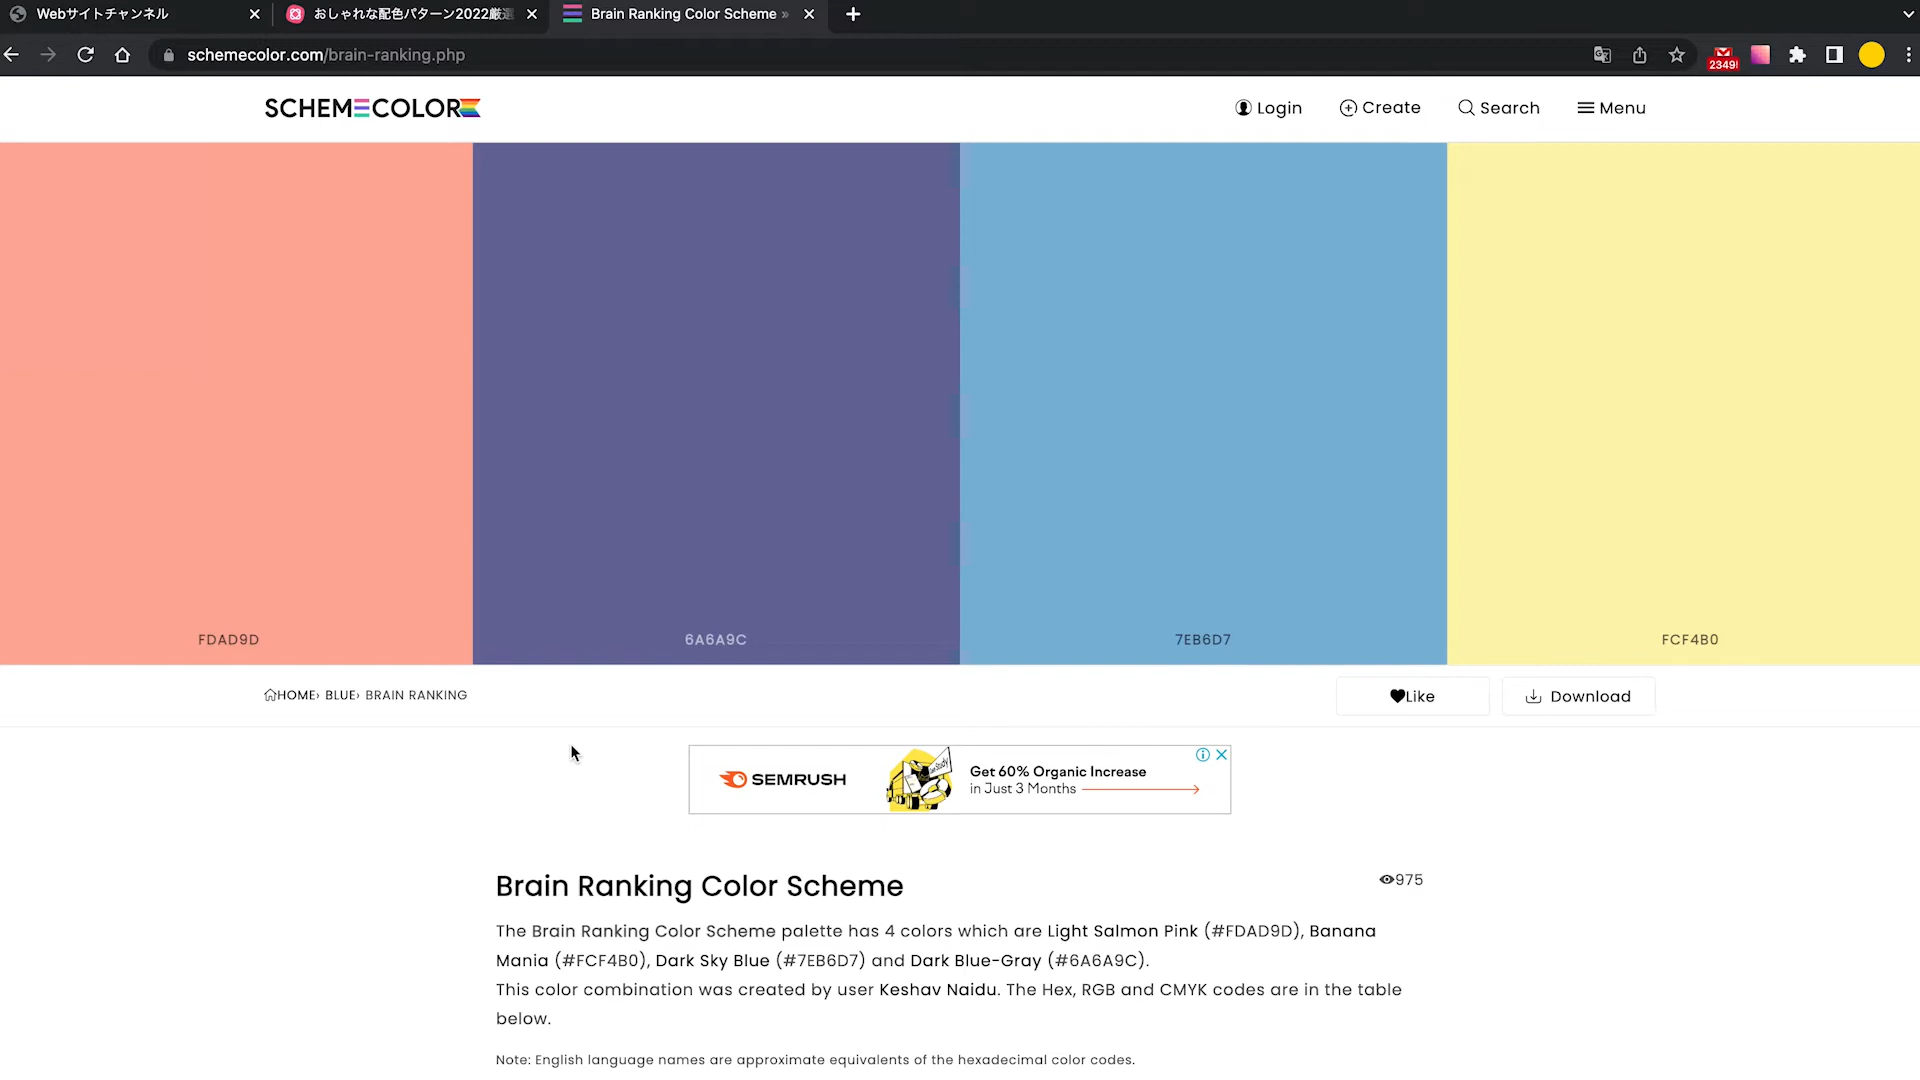 Webサイトチャンネル
おしゃれな配色パターン2022厳選
Brain Ranking Color Scheme »
schemecolor.com/brain-ranking.php
2349!
SCHEMECOLOR
Login
Create
Search
Menu
FDAD9D
6A6A9C
7EB6D7
FCF4B0
HOME› BLUE› BRAIN RANKING
Like
Download
SEMRUSH
Case Study
Get 60% Organic Increase
in Just 3 Months
Brain Ranking Color Scheme
975
The Brain Ranking Color Scheme palette has 4 colors which are Light Salmon Pink (#FDAD9D), Banana
Mania (#FCF4B0), Dark Sky Blue (#7EB6D7) and Dark Blue-Gray (#6A6A9C).
This color combination was created by user Keshav Naidu. The Hex, RGB and CMYK codes are in the table
below.
Note: English language names are approximate equivalents of the hexadecimal color codes.